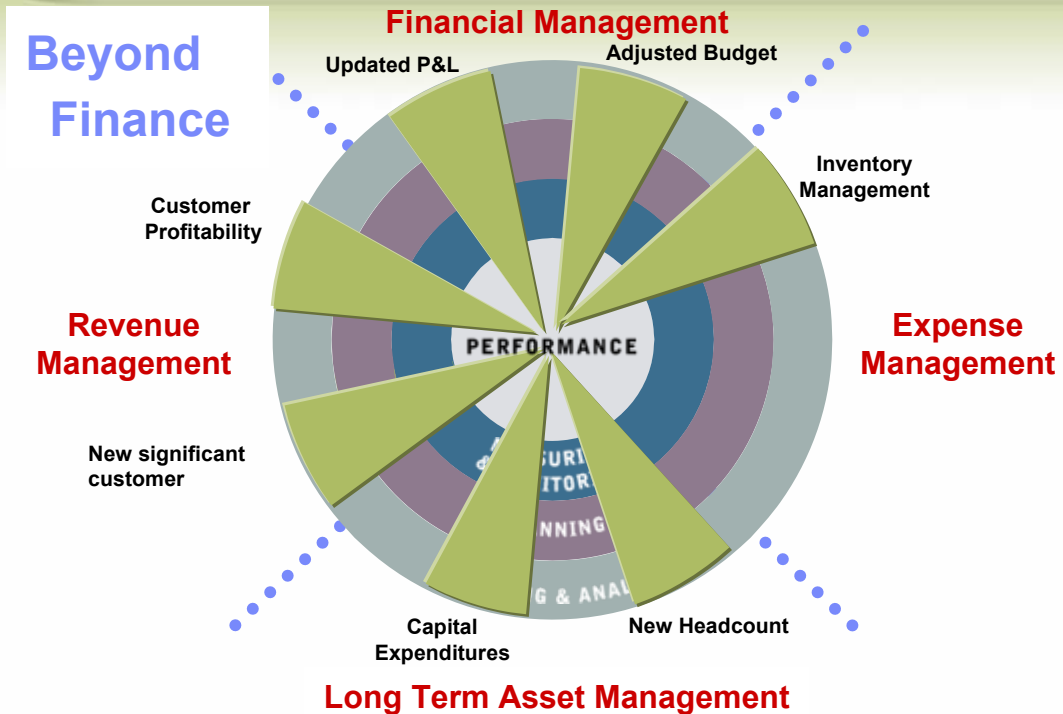 Beyond
Finance
Financial Management
Updated P&L
Adjusted Budget
Inventory
Management
Customer
Profitability
Revenue
Management
PERFORMANCE
Expense
Management
New significant
customer
Capital
Expenditures
New Headcount
Long Term Asset Management